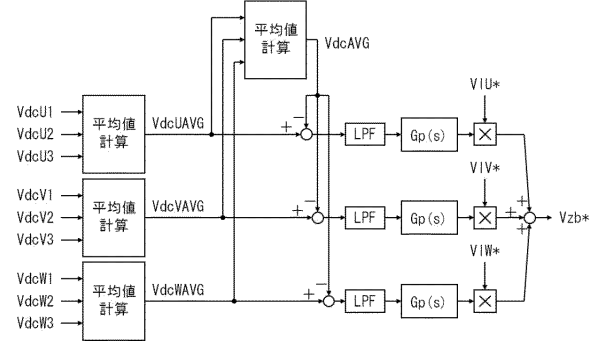 平均値
計算
VdcAVG
VIU*
VdcU1
VdcU2
VdcU3
平均値
計算
VdcUAVG
+
−
LPF
Gp(s)
×
VIV*
VdcV1
VdcV2
VdcV3
平均値
計算
VdcVAVG
+
−
LPF
Gp(s)
×
+
+
+
Vzb*
VIW*
VdcW1
VdcW2
VdcW3
平均値
計算
VdcWAVG
+
−
LPF
Gp(s)
×